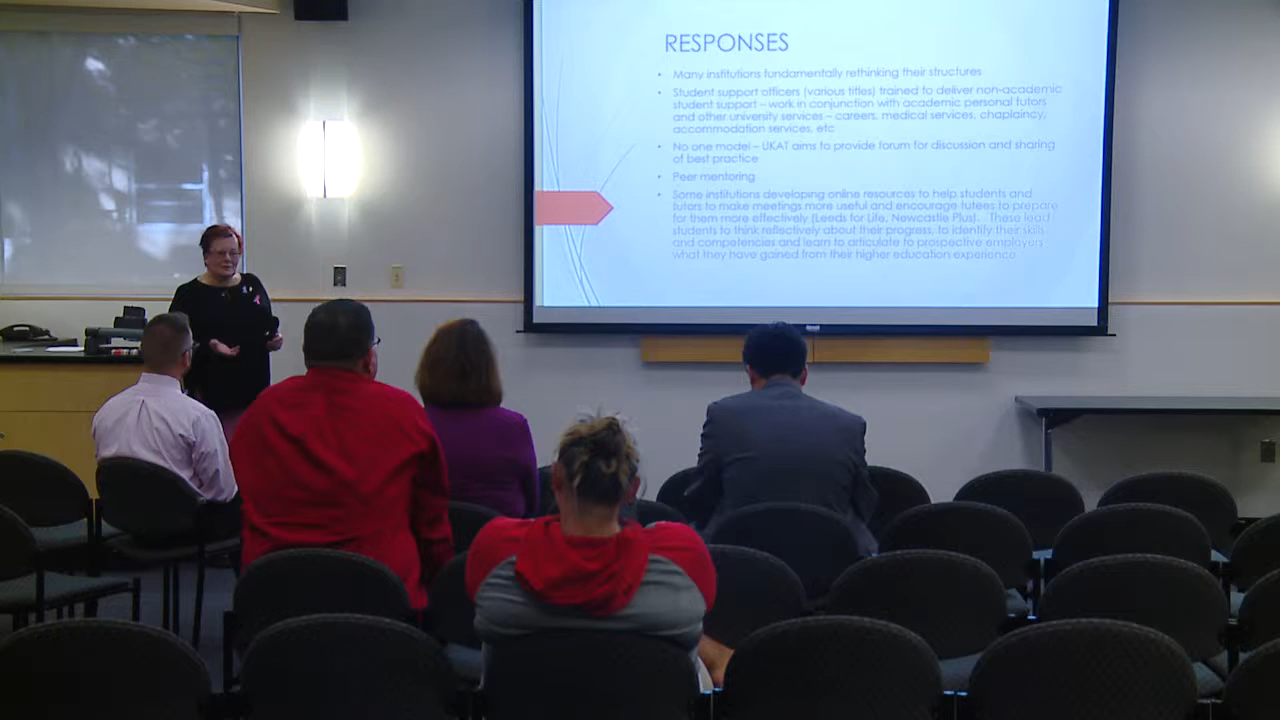 RESPONSES
• Many institutions fundamentally rethinking their structures
• Student support officers (various titles) trained to deliver non-academic
student support – work in conjunction with academic personal tutors
and other university services – careers, medical services, chaplaincy,
accommodation services, etc
• No one model – UKAT aims to provide forum for discussion and sharing
of best practice
• Peer mentoring
• Some institutions developing online resources to help students and
tutors to make meetings more useful and encourage tutees to prepare
for them more effectively (Leeds for Life, Newcastle Plus). These lead
students to think reflectively about their progress, to identify their skills
and competencies and learn to articulate to prospective employers
what they have gained from their higher education experience